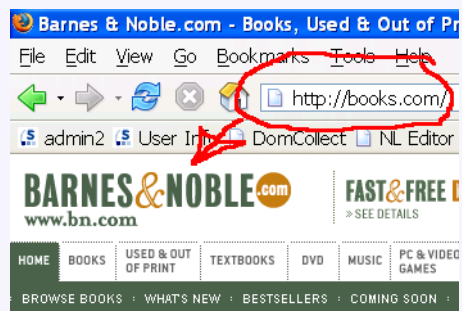 Barnes & Noble.com - Books, Used & Out of Pr
File Edit View Go Bookmarks Tools Help
http://books.com/
admin2 User Inf DomCollect NL Editor
BARNES&NOBLE.com
www.bn.com
FAST&FREE D
> SEE DETAILS
HOME BOOKS USED & OUT OF PRINT TEXTBOOKS DVD MUSIC PC & VIDEO GAMES
BROWSE BOOKS : WHAT'S NEW : BESTSELLERS : COMING SOON :